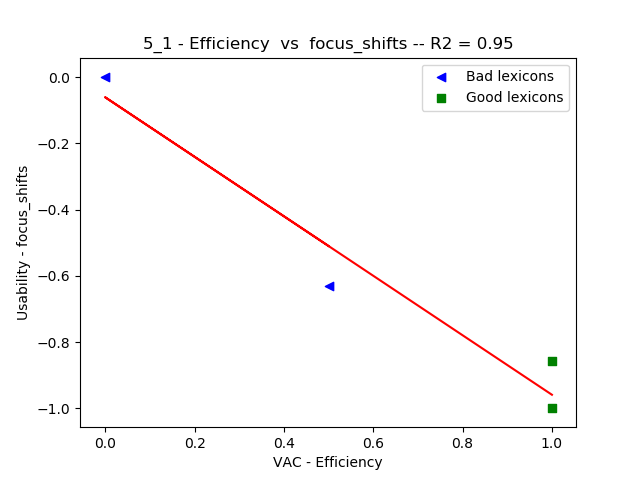 5_1 - Efficiency  vs  focus_shifts -- R2 = 0.95
Bad lexicons
Good lexicons
Usability - focus_shifts
0.0
−0.2
−0.4
−0.6
−0.8
−1.0
0.0
0.2
0.4
0.6
0.8
1.0
VAC - Efficiency